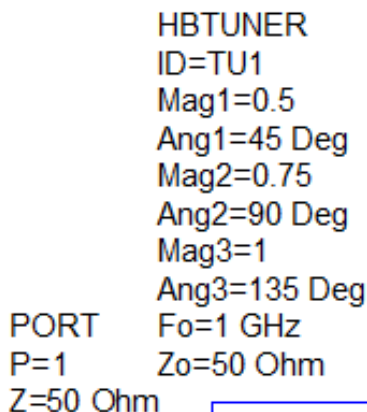 HBTUNER
ID=TU1
Mag1=0.5
Ang1=45 Deg
Mag2=0.75
Ang2=90 Deg
Mag3=1
Ang3=135 Deg
PORT Fo=1 GHz
P=1 Zo=50 Ohm
Z=50 Ohm